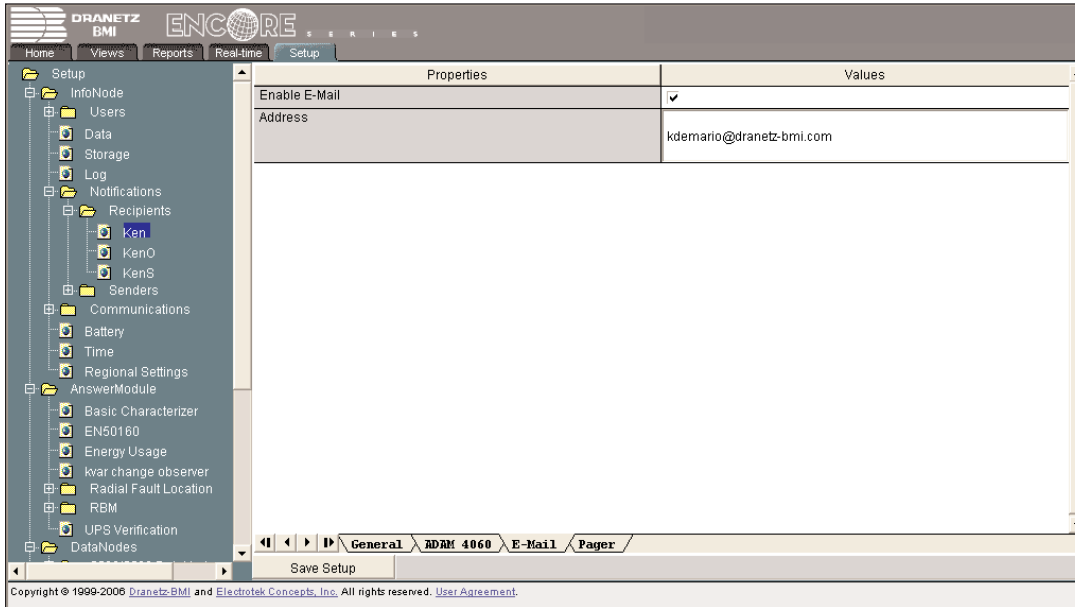 DRANETZ
BMI
ENCORE
SERIES
Home Views Reports Real-time Setup
Setup
InfoNode
Users
Data
Storage
Log
Notifications
Recipients
Ken
KenO
KenS
Senders
Communications
Battery
Time
Regional Settings
AnswerModule
Basic Characterizer
EN50160
Energy Usage
kvar change observer
Radial Fault Location
RBM
UPS Verification
DataNodes
Properties Values
Enable E-Mail
Address kdemario@dranetz-bmi.com
General ADAM 4060 E-Mail Pager
Save Setup
Copyright © 1999-2006 Dranetz-BMI and Electrotek Concepts, Inc. All rights reserved. User Agreement.